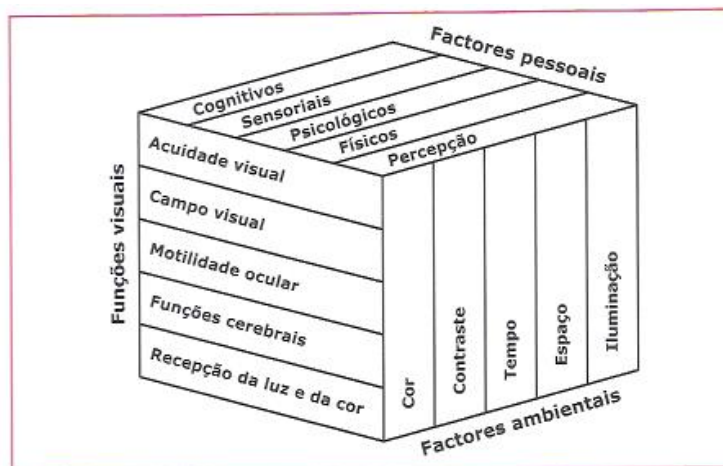 Factores pessoais
Cognitivos
Sensoriais
Psicológicos
Físicos
Percepção
Funções visuais
Acuidade visual
Campo visual
Motilidade ocular
Funções cerebrais
Recepção da luz e da cor
Cor
Contraste
Tempo
Espaço
Iluminação
Factores ambientais